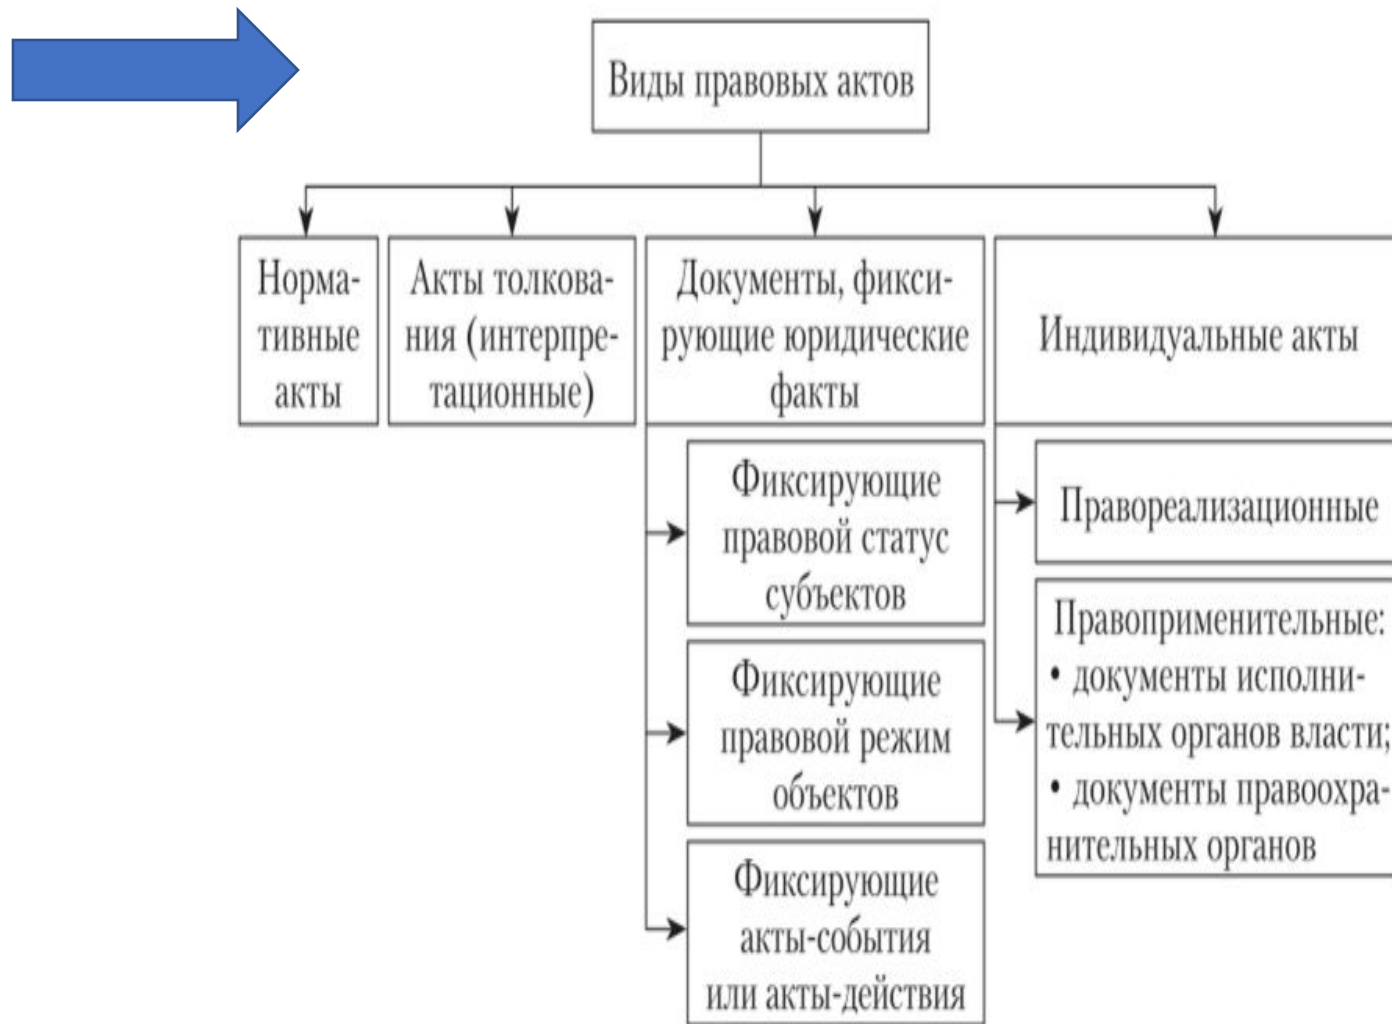 Виды правовых актов
Норма-
тивные
акты
Акты толкова-
ния (интерпре-
тационные)
Документы, фикси-
рующие юридические
факты
Индивидуальные акты
Фиксирующие
правовой статус
субъектов
Фиксирующие
правовой режим
объектов
Фиксирующие
акты-события
или акты-действия
Правореализационные
Правоприменительные:
• документы исполни-
тельных органов власти;
• документы правоохра-
нительных органов